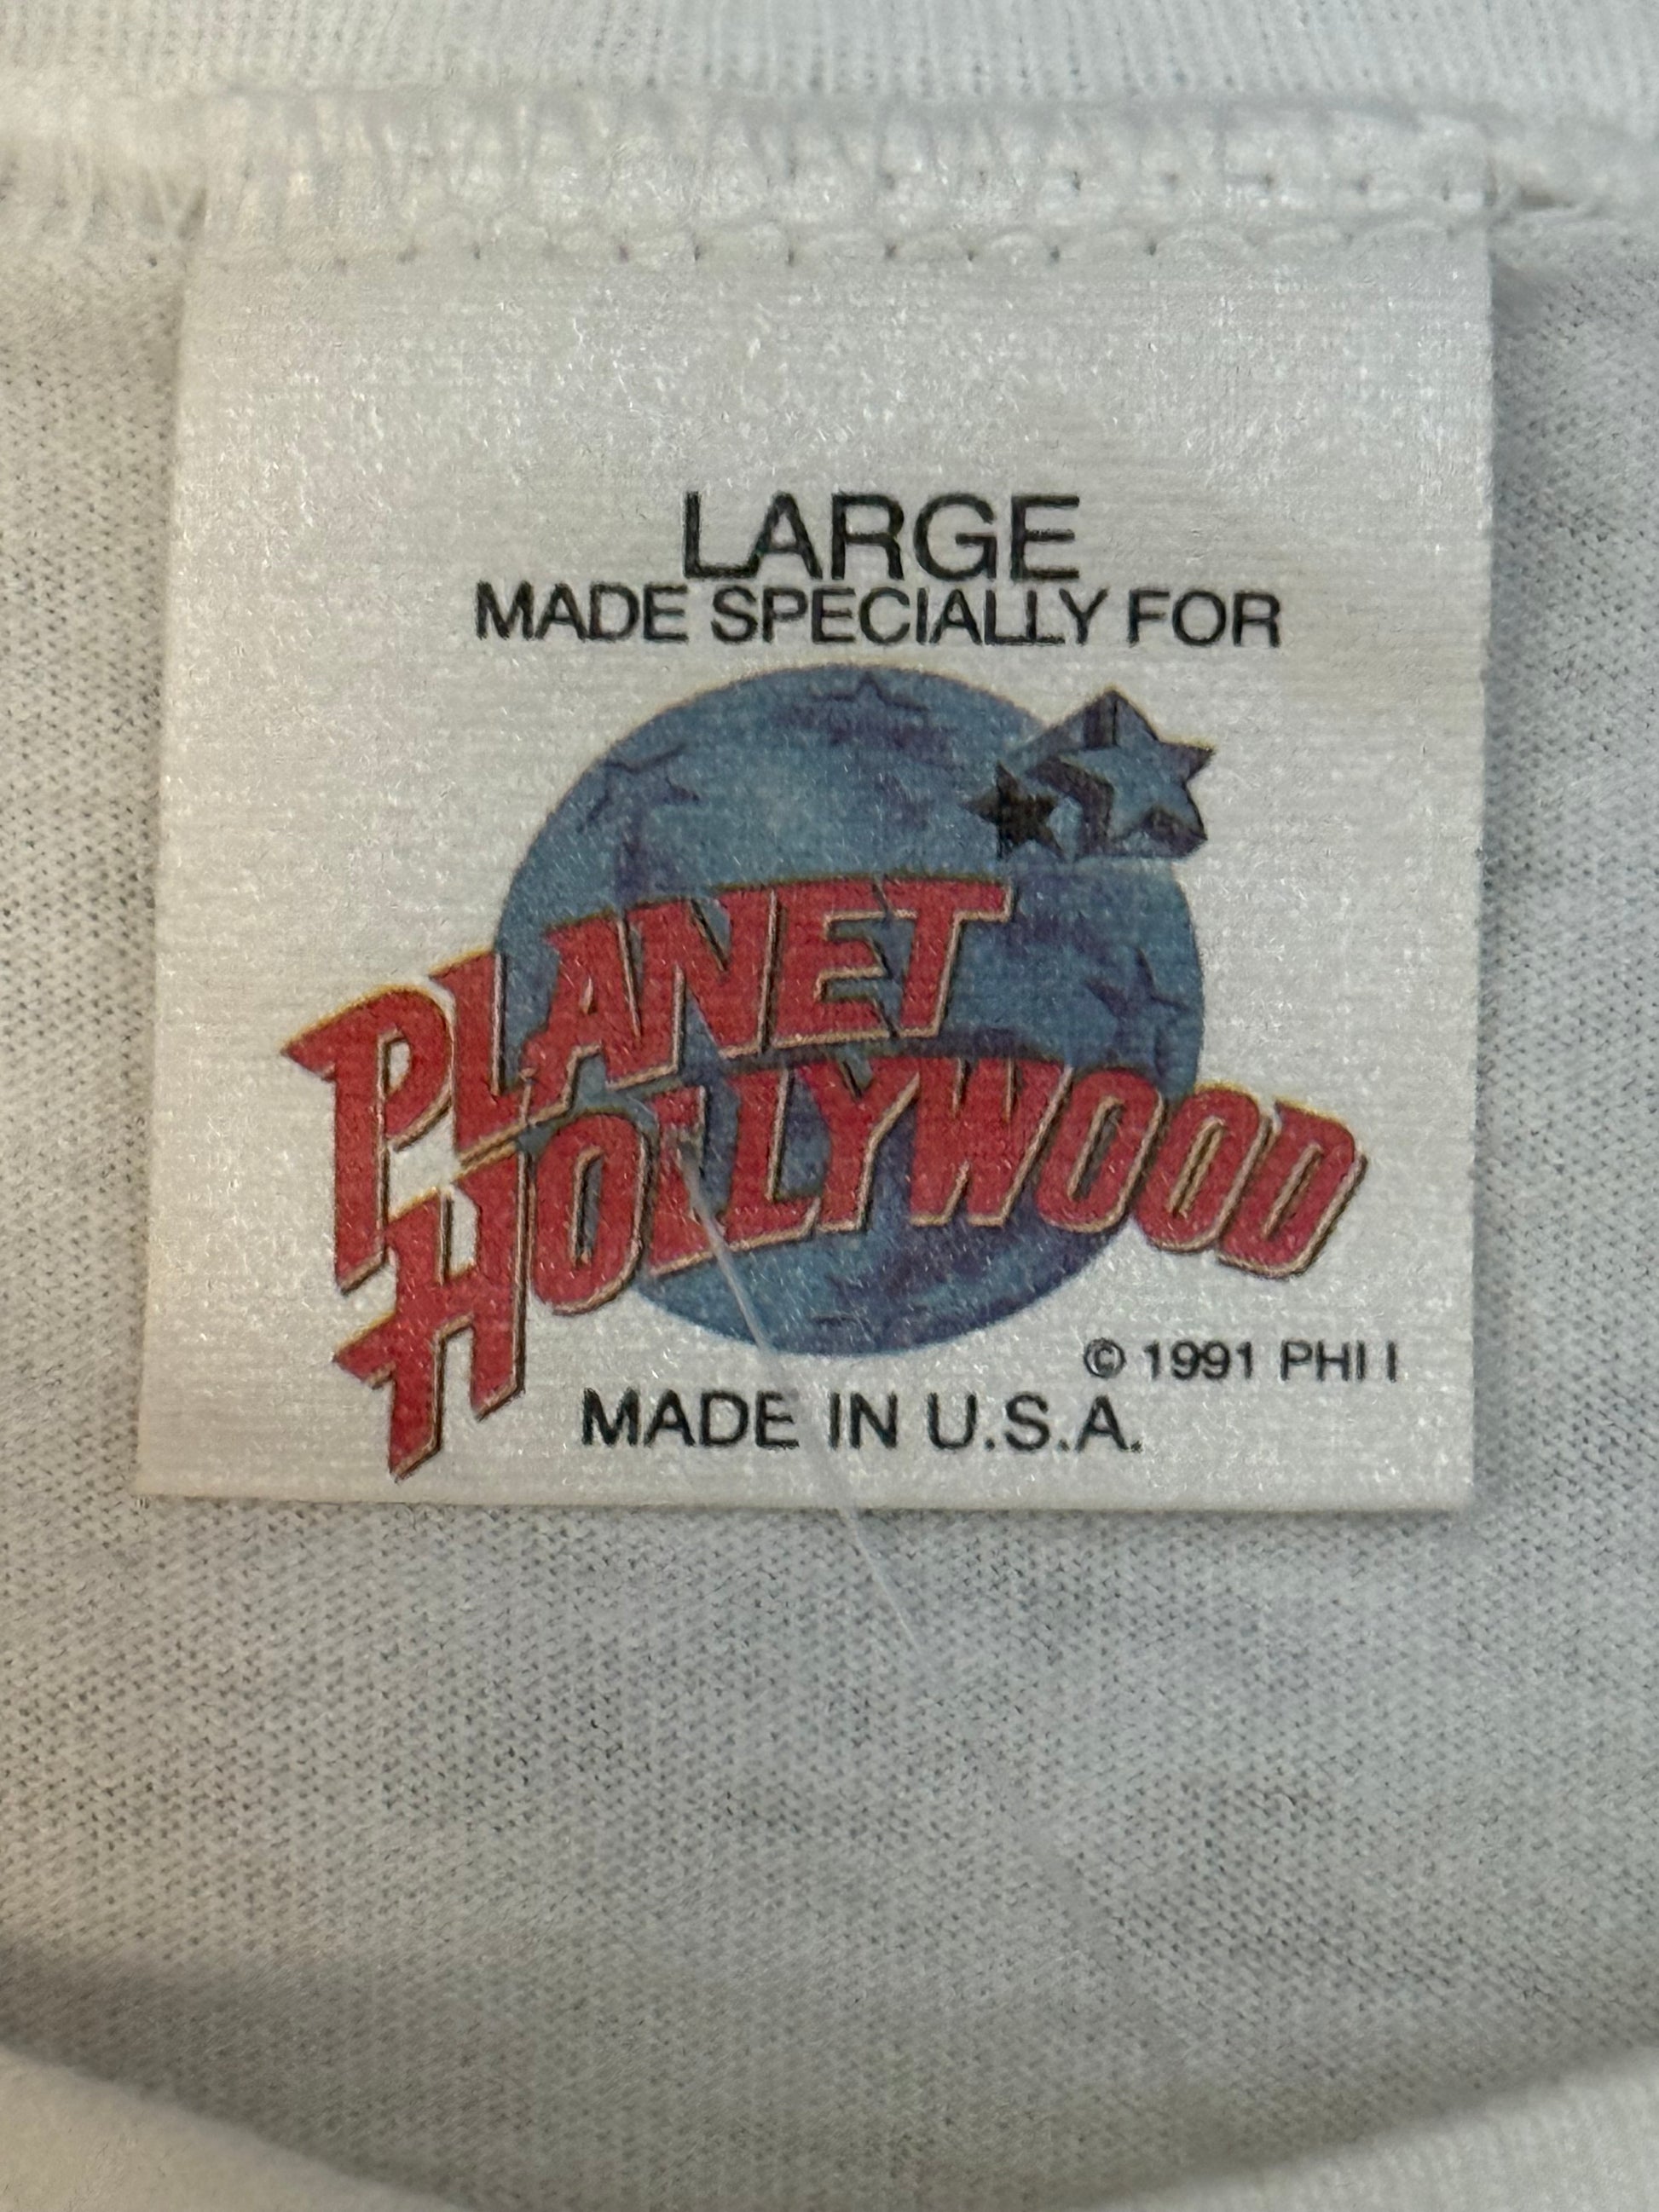 LARGE
MADE SPECIALLY FOR
PLANET
HOLLYWOOD
© 1991 PHI I
MADE IN U.S.A.